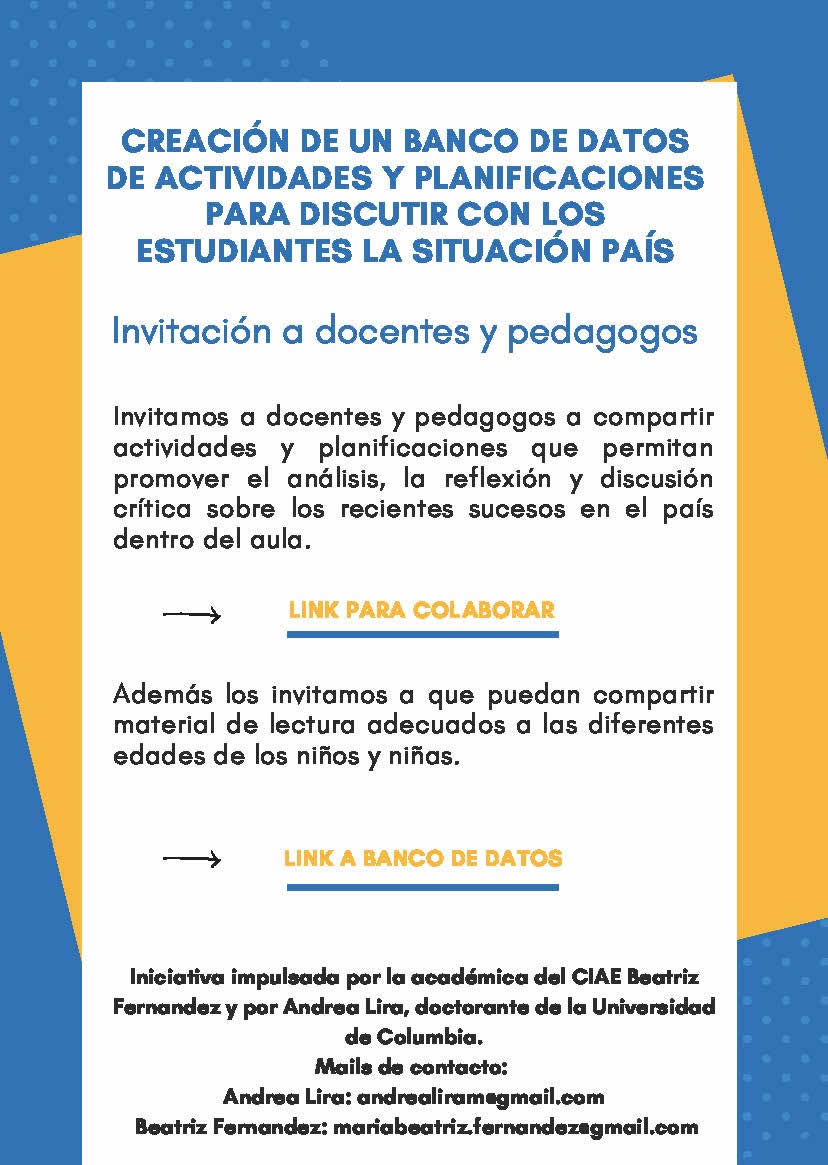 CREACIÓN DE UN BANCO DE DATOS
DE ACTIVIDADES Y PLANIFICACIONES
PARA DISCUTIR CON LOS
ESTUDIANTES LA SITUACIÓN PAÍS
Invitación a docentes y pedagogos
Invitamos a docentes y pedagogos a compartir
actividades y planificaciones que permitan
promover el análisis, la reflexión y discusión
crítica sobre los recientes sucesos en el país
dentro del aula.
LINK PARA COLABORAR
Además los invitamos a que puedan compartir
material de lectura adecuados a las diferentes
edades de los niños y niñas.
LINK A BANCO DE DATOS
Iniciativa impulsada por la académica del CIAE Beatriz
Fernandez y por Andrea Lira, doctorante de la Universidad
de Columbia.
Mails de contacto:
Andrea Lira: andrealiram@gmail.com
Beatriz Fernandez: mariabeatriz.fernandez@gmail.com